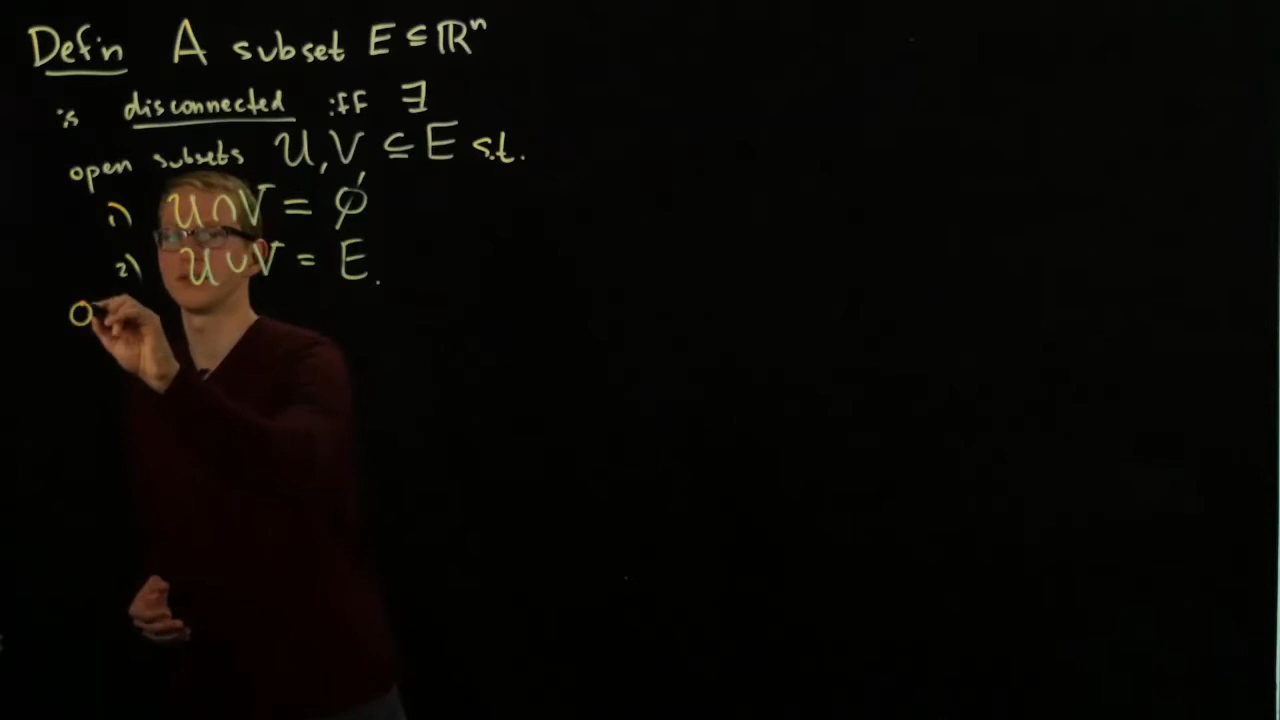 Defn A subset E ⊆ ℝⁿ
is disconnected iff ∃
open subsets U, V ⊆ E s.t.
1) U ∩ V = ∅
2) U ∪ V = E.
O